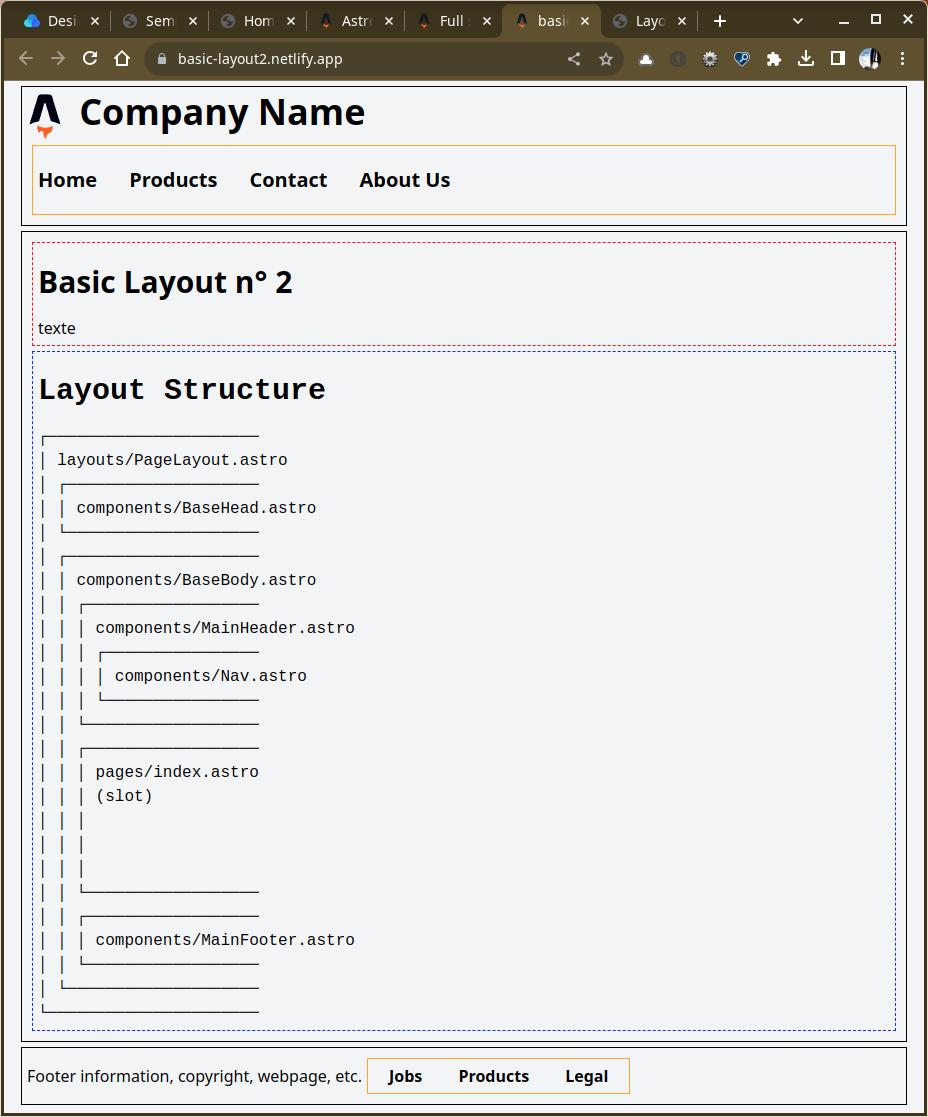 Desi
Sem
Hom
Astr
Full s
basi
Layo
basic-layout2.netlify.app
Company Name
Home Products Contact About Us
Basic Layout n° 2
texte
Layout Structure
layouts/PageLayout.astro
components/BaseHead.astro
components/BaseBody.astro
components/MainHeader.astro
components/Nav.astro
pages/index.astro
(slot)
components/MainFooter.astro
Footer information, copyright, webpage, etc. Jobs Products Legal